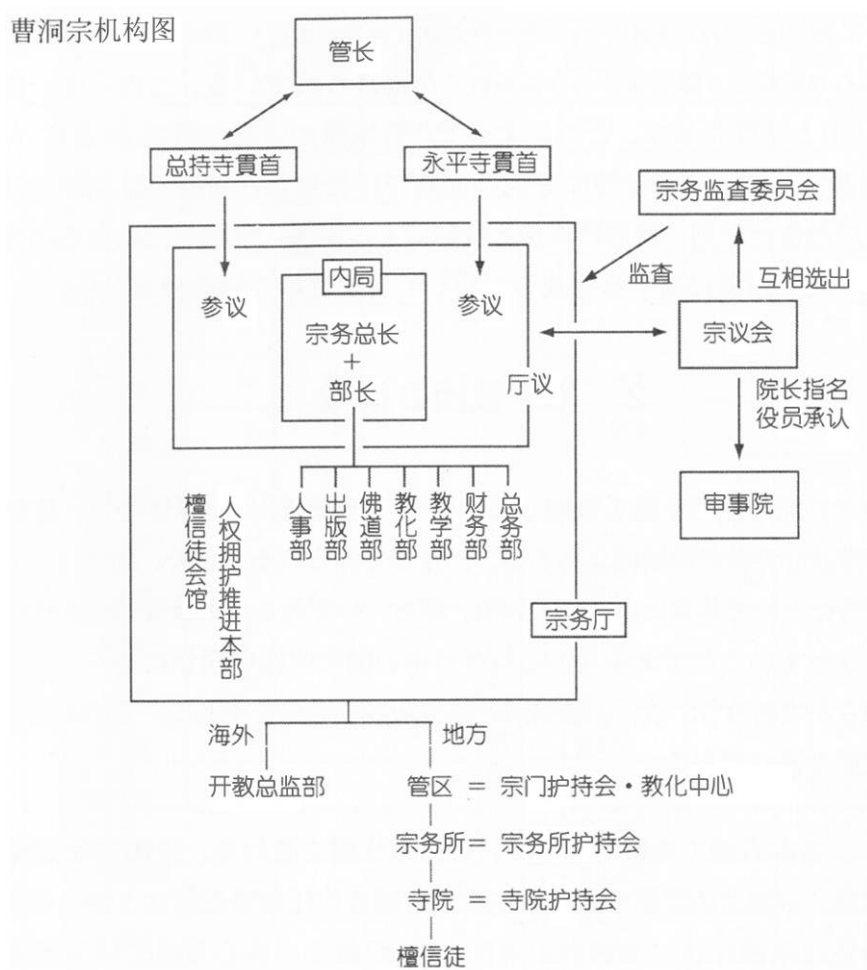 曹洞宗机构图
管长
总持寺貫首
永平寺貫首
宗务监査委员会
监査
互相选出
内局
参议
参议
宗务总长
+
部长
厅议
宗议会
院长指名
役员承认
审事院
檀信徒会馆
人权拥护推进本部
人事部
出版部
佛道部
教化部
教学部
财务部
总务部
宗务厅
海外
地方
开教总监部
管区 = 宗门护持会・教化中心
宗务所= 宗务所护持会
寺院 = 寺院护持会
檀信徒